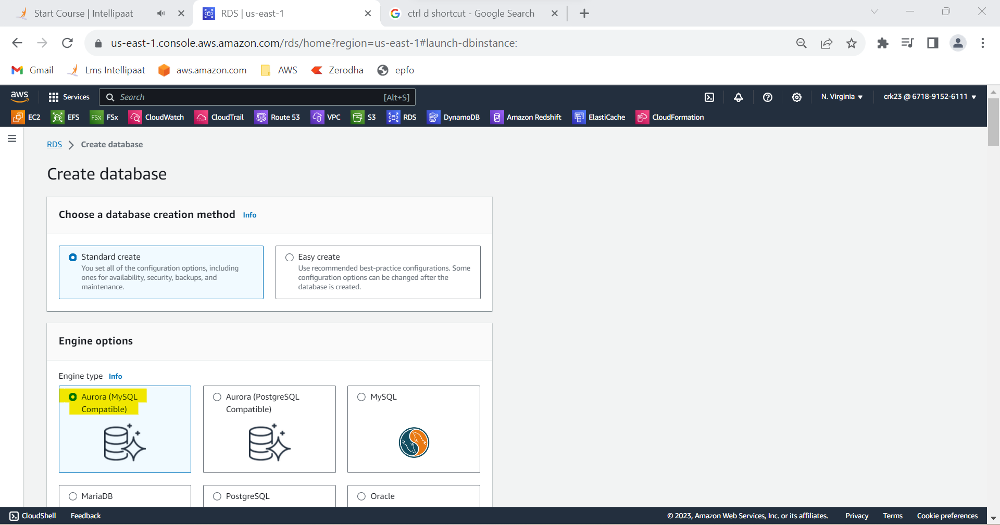 Start Course | Intellipaat
RDS | us-east-1
ctrl d shortcut - Google Search
us-east-1.console.aws.amazon.com/rds/home?region=us-east-1#launch-dbinstance:
Gmail
Lms Intellipaat
aws.amazon.com
AWS
Zerodha
epfo
aws
Services
Search
[Alt+S]
N. Virginia
crk23 @ 6718-9152-6111
EC2
EFS
FSx
FSx
CloudWatch
CloudTrail
Route 53
VPC
S3
RDS
DynamoDB
Amazon Redshift
ElastiCache
CloudFormation
RDS
Create database
Create database
Choose a database creation method Info
Standard create
You set all of the configuration options, including
ones for availability, security, backups, and
maintenance.
Easy create
Use recommended best-practice configurations. Some
configuration options can be changed after the
database is created.
Engine options
Engine type Info
Aurora (MySQL
Compatible)
Aurora (PostgreSQL
Compatible)
MySQL
MariaDB
PostgreSQL
Oracle
CloudShell
Feedback
© 2023, Amazon Web Services, Inc. or its affiliates.
Privacy
Terms
Cookie preferences